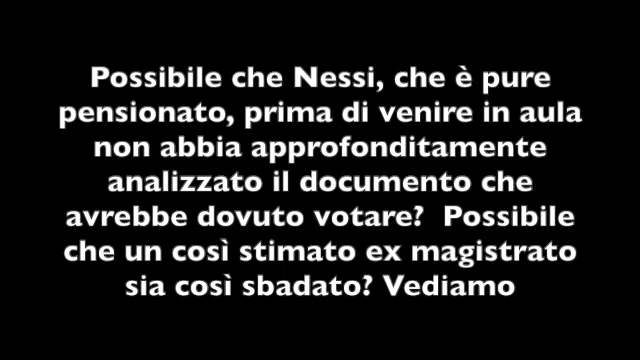 Possibile che Nessi, che è pure
pensionato, prima di venire in aula
non abbia approfonditamente
analizzato il documento che
avrebbe dovuto votare?  Possibile
che un così stimato ex magistrato
sia così sbadato? Vediamo